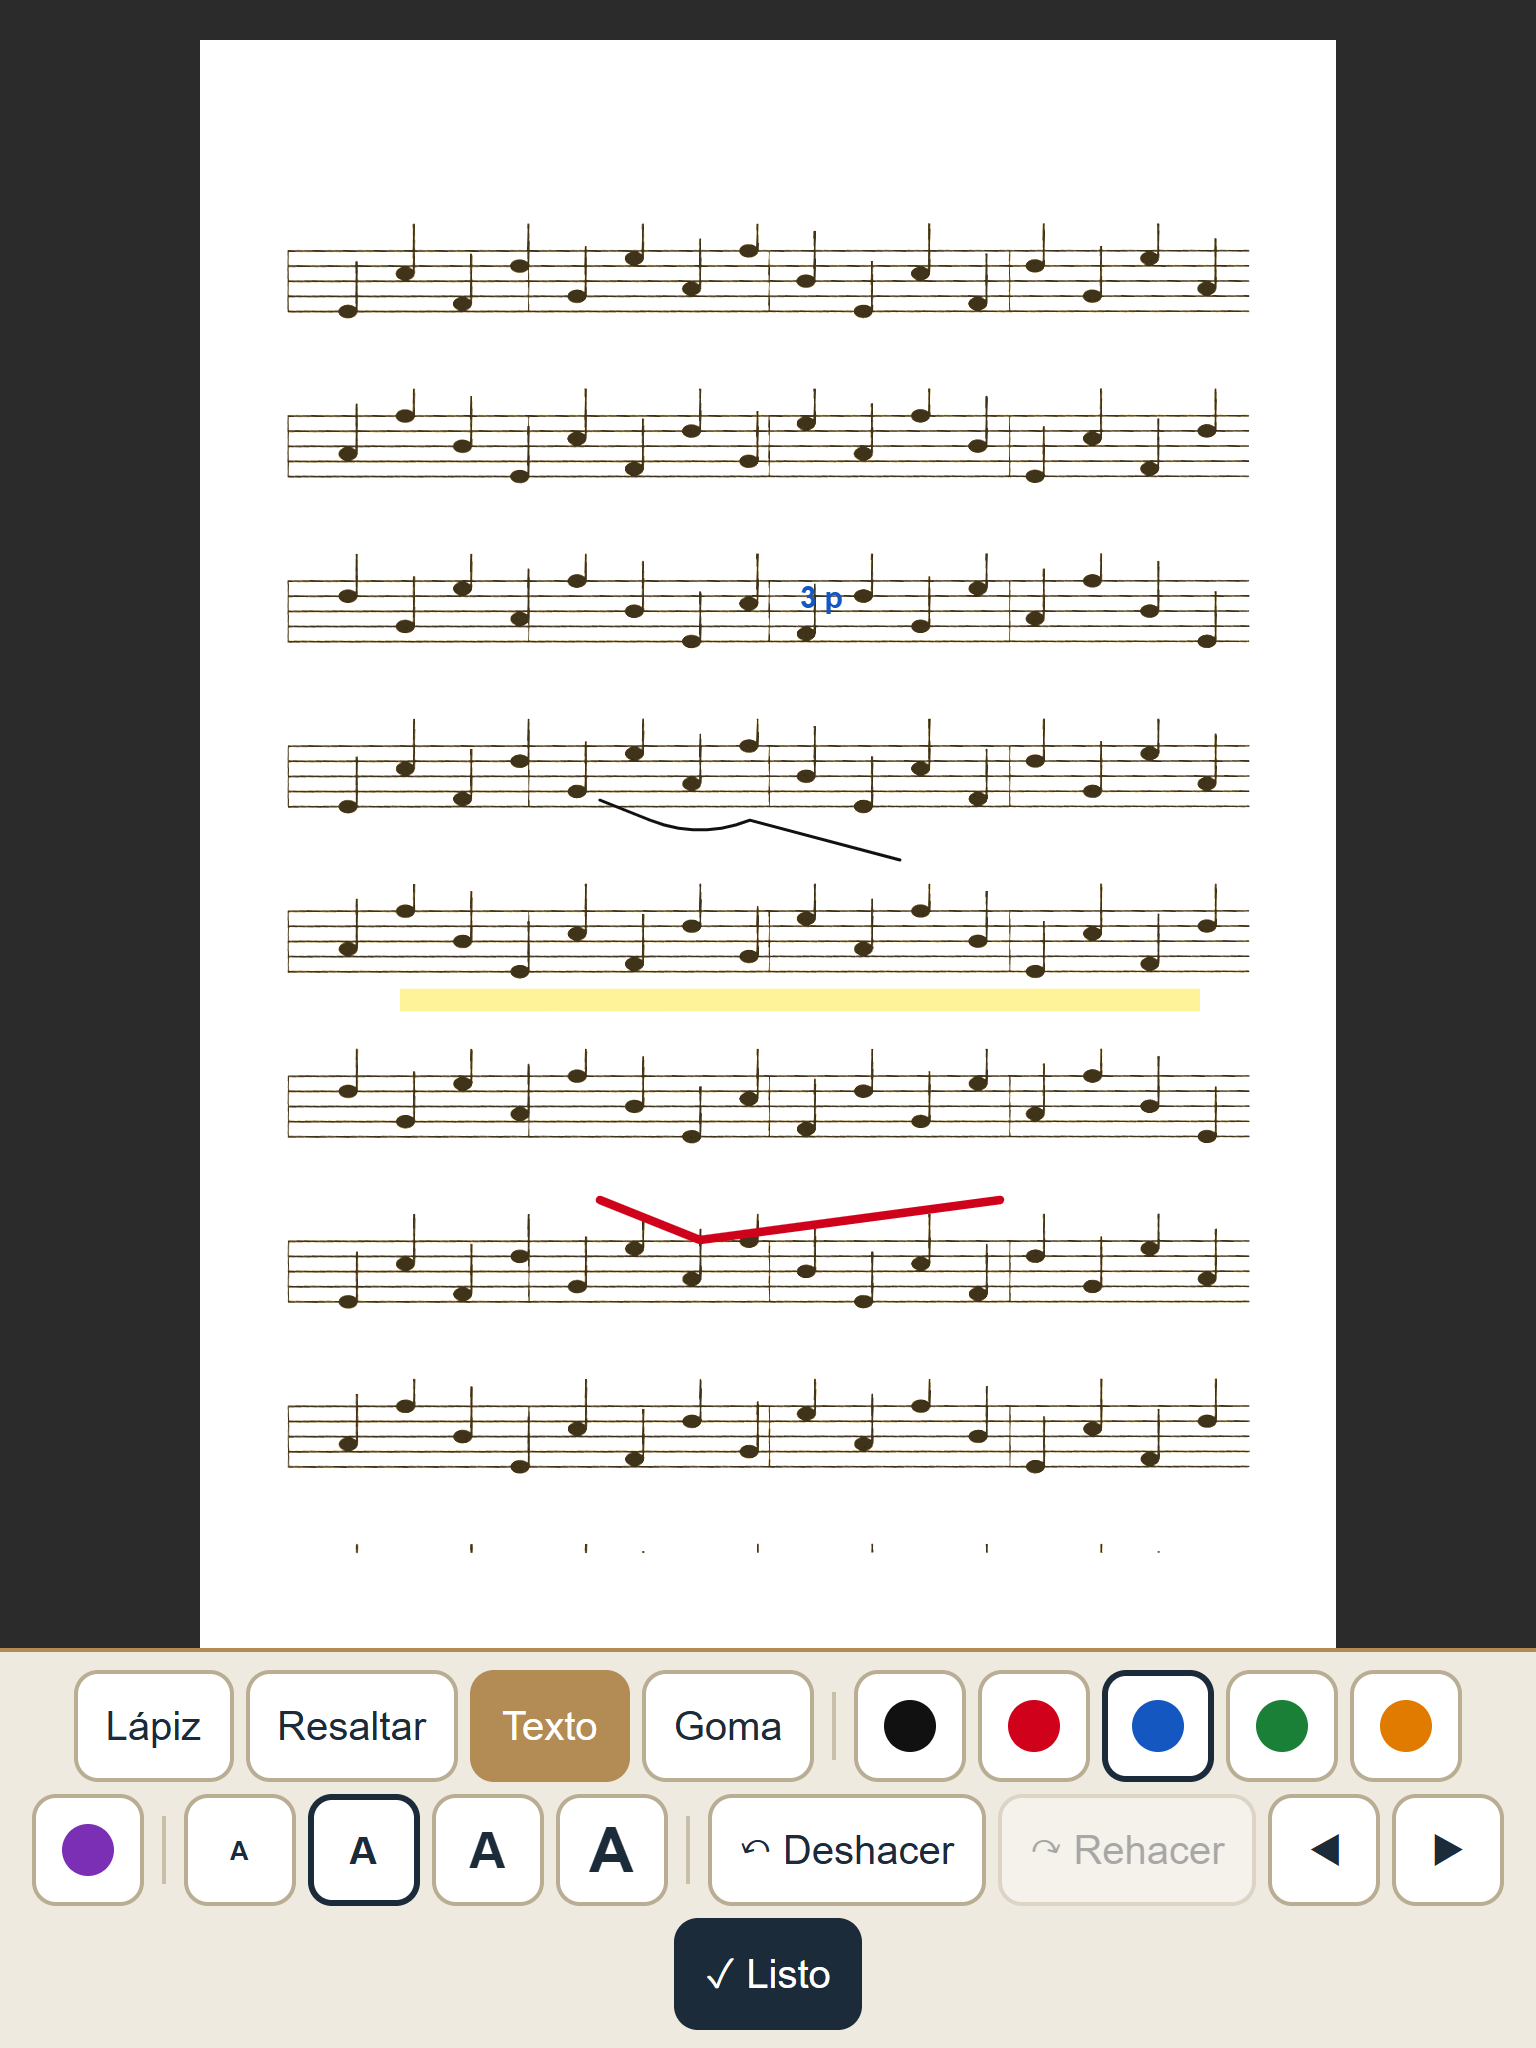 3 p
Lápiz Resaltar Texto Goma
A A A A ↶ Deshacer ↷ Rehacer ◀ ▶
✓ Listo